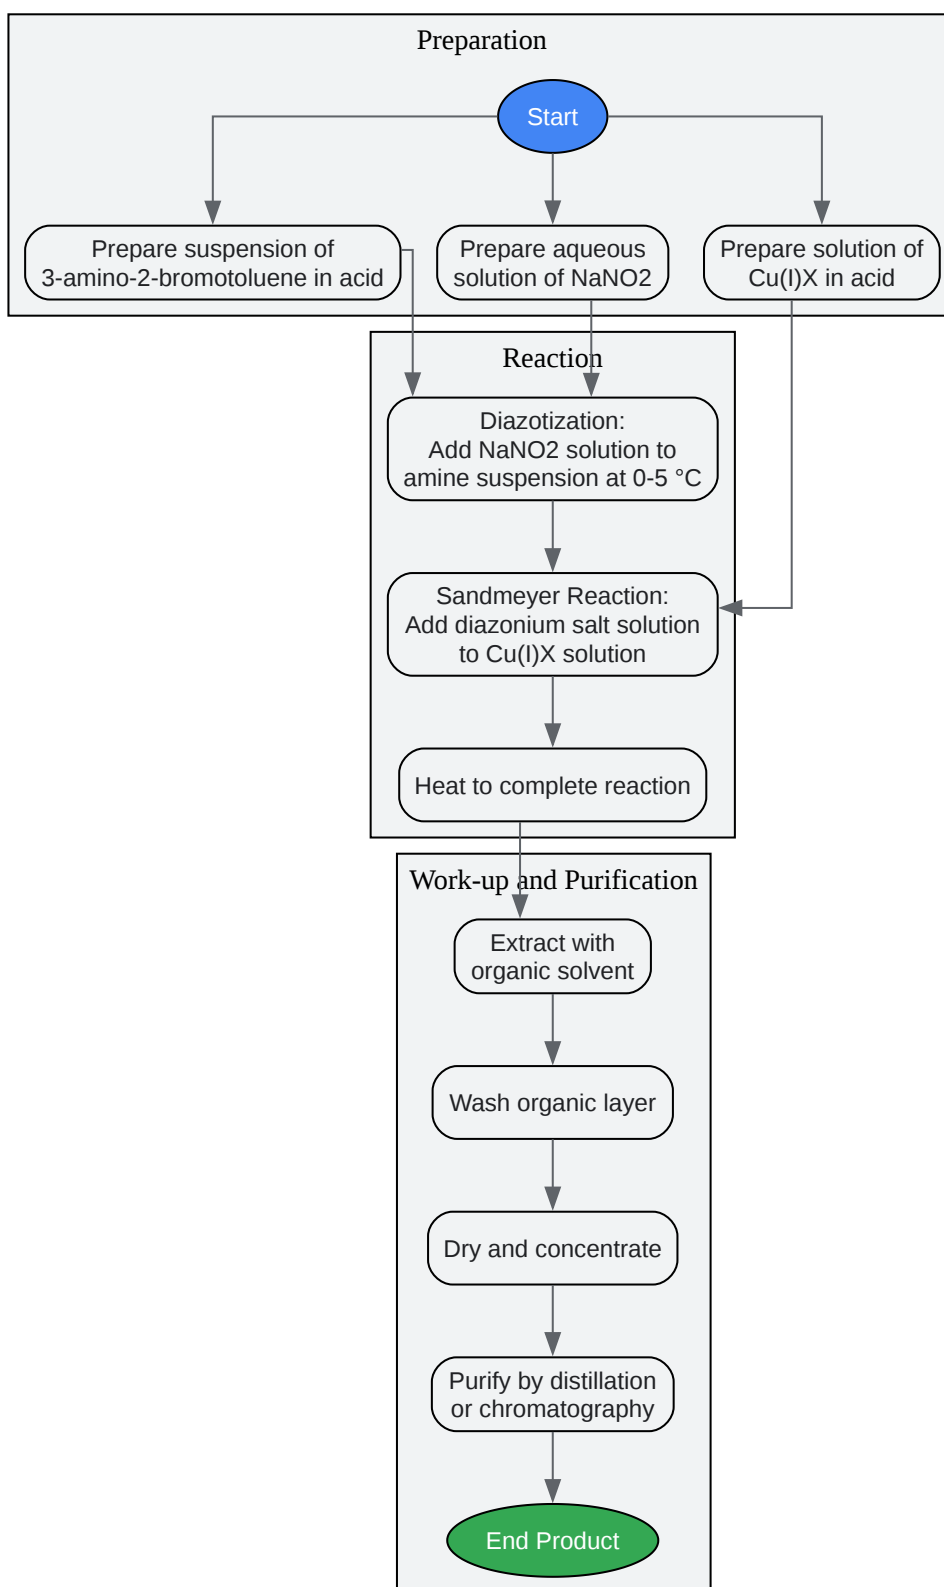 Preparation
Start
Prepare suspension of
3-amino-2-bromotoluene in acid
Prepare aqueous
solution of NaNO2
Prepare solution of
Cu(I)X in acid
Reaction
Diazotization:
Add NaNO2 solution to
amine suspension at 0-5 °C
Sandmeyer Reaction:
Add diazonium salt solution
to Cu(I)X solution
Heat to complete reaction
Work-up and Purification
Extract with
organic solvent
Wash organic layer
Dry and concentrate
Purify by distillation
or chromatography
End Product